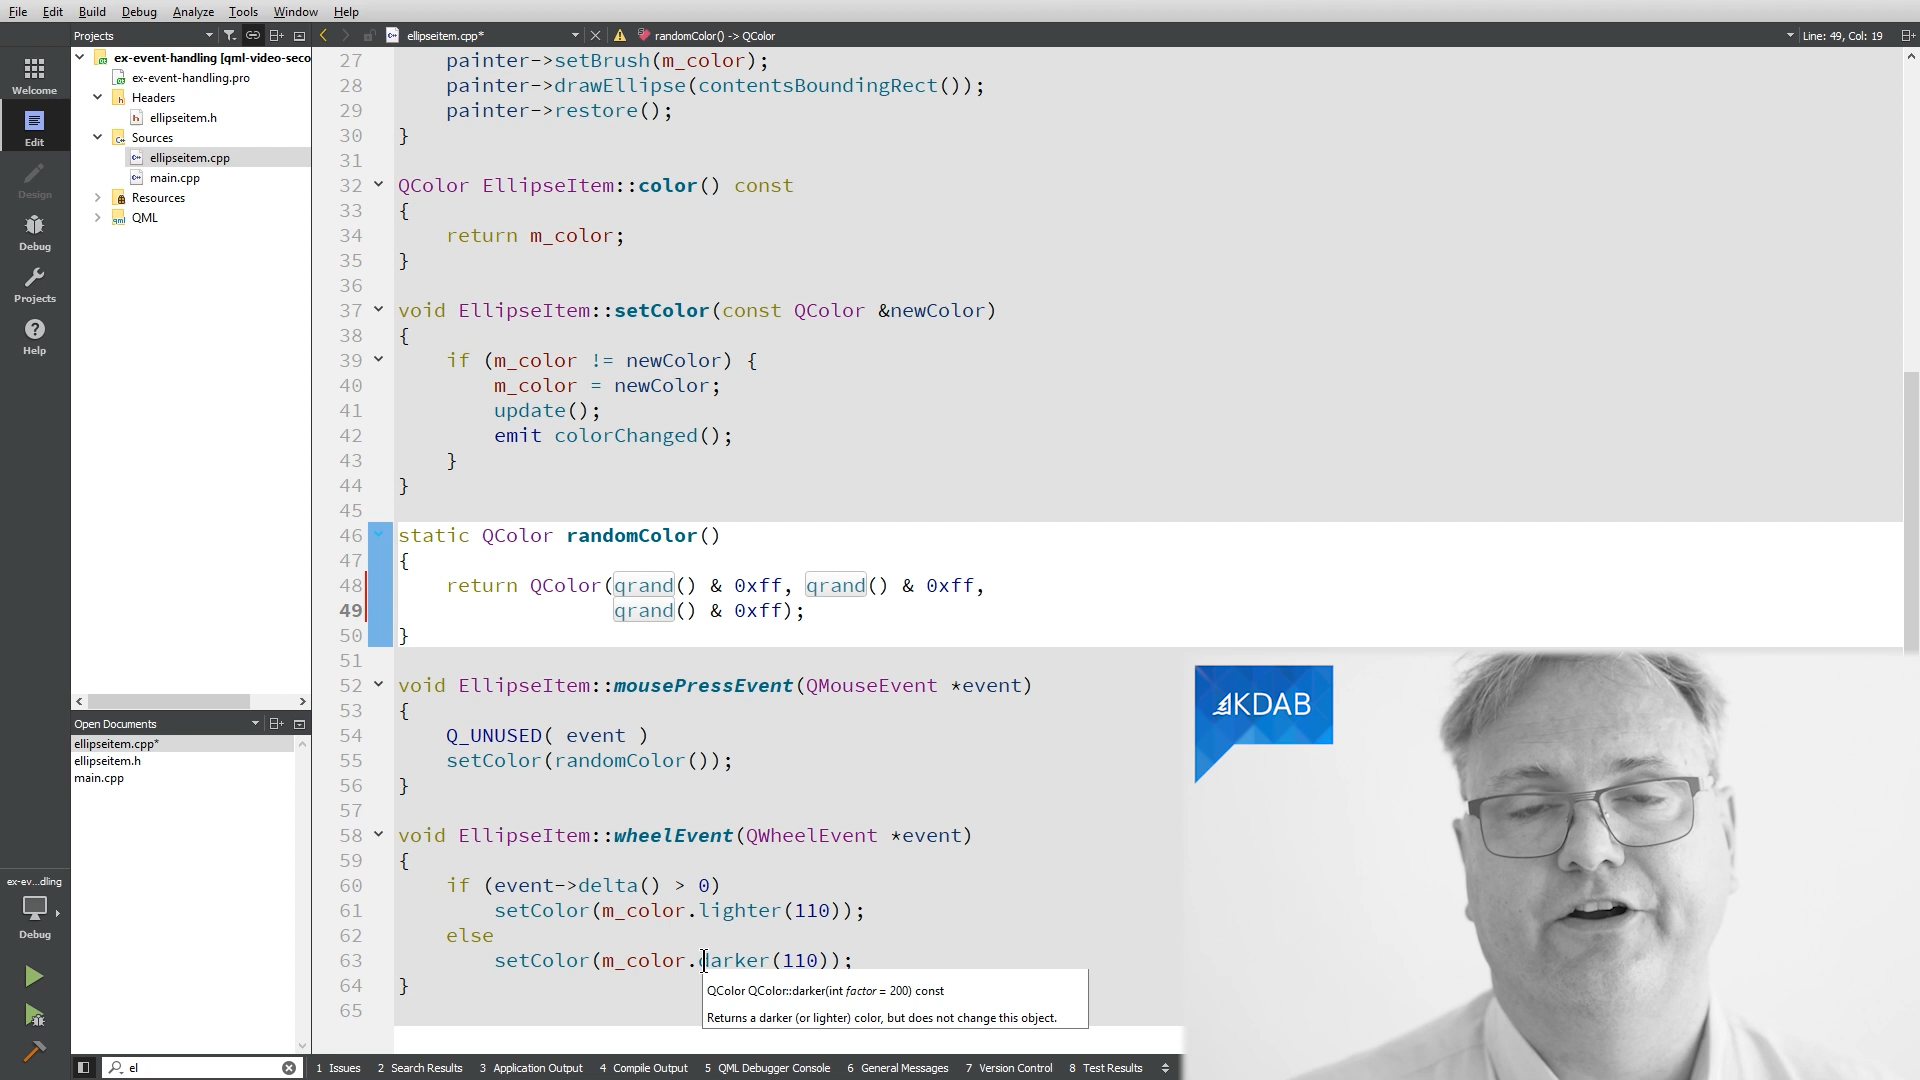 File Edit Build Debug Analyze Tools Window Help
Projects
ellipseitem.cpp*
randomColor() -> QColor
Line: 49, Col: 19
Welcome
Edit
Design
Debug
Projects
Help
ex-event-handling [qml-video-seco
ex-event-handling.pro
Headers
ellipseitem.h
Sources
ellipseitem.cpp
main.cpp
Resources
QML
27 painter->setBrush(m_color);
28 painter->drawEllipse(contentsBoundingRect());
29 painter->restore();
30 }
31
32 QColor EllipseItem::color() const
33 {
34 return m_color;
35 }
36
37 void EllipseItem::setColor(const QColor &newColor)
38 {
39 if (m_color != newColor) {
40 m_color = newColor;
41 update();
42 emit colorChanged();
43 }
44 }
45
46 static QColor randomColor()
47 {
48 return QColor(qrand() & 0xff, qrand() & 0xff,
49 qrand() & 0xff);
50 }
51
52 void EllipseItem::mousePressEvent(QMouseEvent *event)
53 {
54 Q_UNUSED( event )
55 setColor(randomColor());
56 }
57
58 void EllipseItem::wheelEvent(QWheelEvent *event)
59 {
60 if (event->delta() > 0)
61 setColor(m_color.lighter(110));
62 else
63 setColor(m_color.darker(110));
64 }
65
QColor QColor::darker(int factor = 200) const
Returns a darker (or lighter) color, but does not change this object.
KDAB
Open Documents
ellipseitem.cpp*
ellipseitem.h
main.cpp
ex-ev...dling
Debug
el
1 Issues 2 Search Results 3 Application Output 4 Compile Output 5 QML Debugger Console 6 General Messages 7 Version Control 8 Test Results